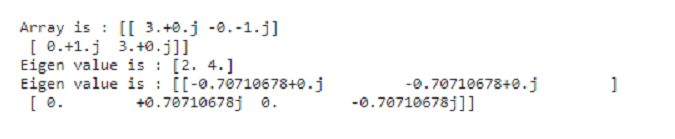 Array is : [[ 3.+0.j -0.-1.j]
 [ 0.+1.j  3.+0.j]]
Eigen value is : [2. 4.]
Eigen value is : [[-0.70710678+0.j          -0.70710678+0.j         ]
 [ 0.        +0.70710678j  0.        -0.70710678j]]